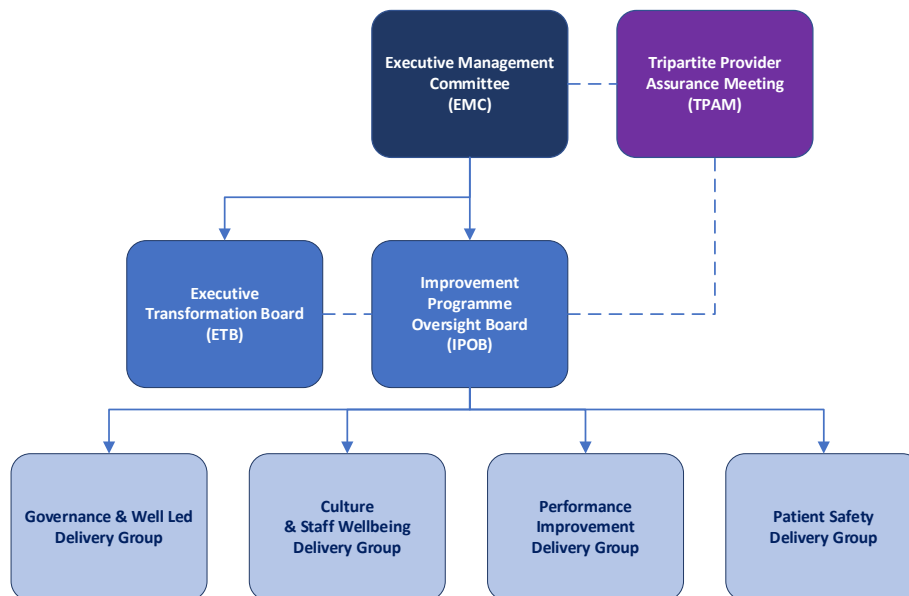 Executive Management
Committee
(EMC)
Tripartite Provider
Assurance Meeting
(TPAM)
Executive
Transformation Board
(ETB)
Improvement
Programme
Oversight Board
(IPOB)
Governance & Well Led
Delivery Group
Culture
& Staff Wellbeing
Delivery Group
Performance
Improvement
Delivery Group
Patient Safety
Delivery Group